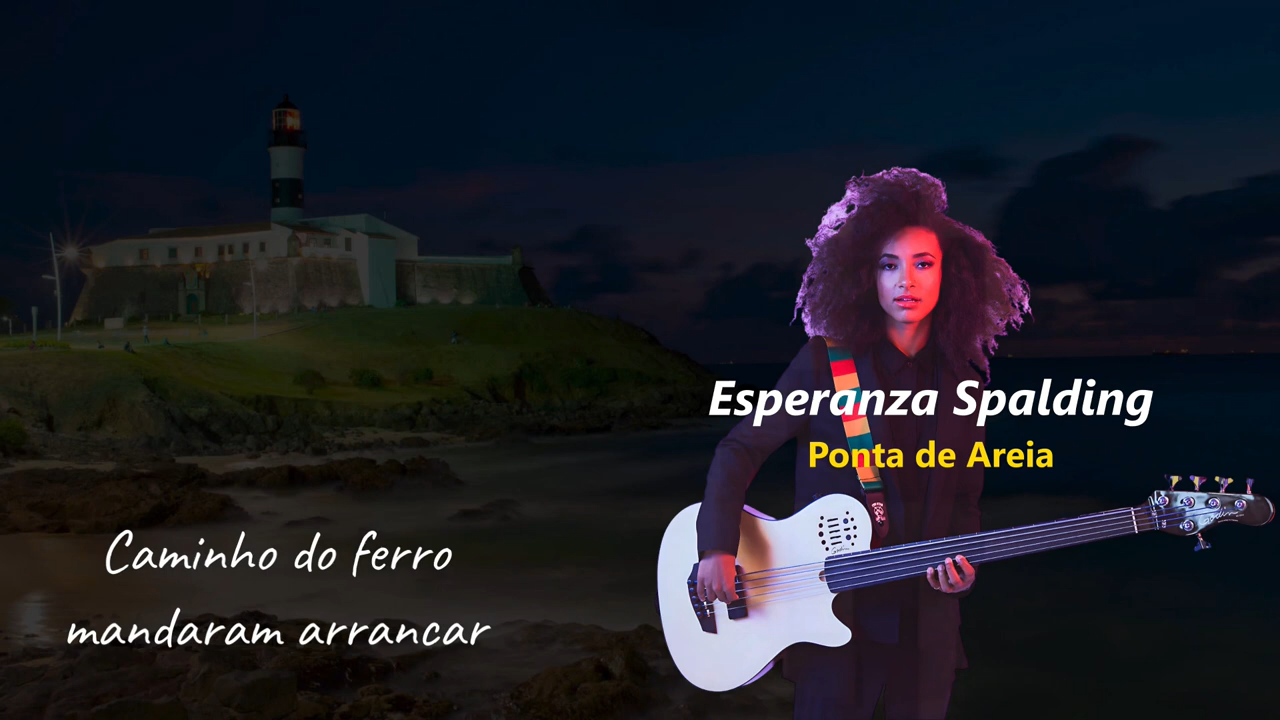 Esperanza Spalding
Ponta de Areia
Caminho do ferro
mandaram arrancar